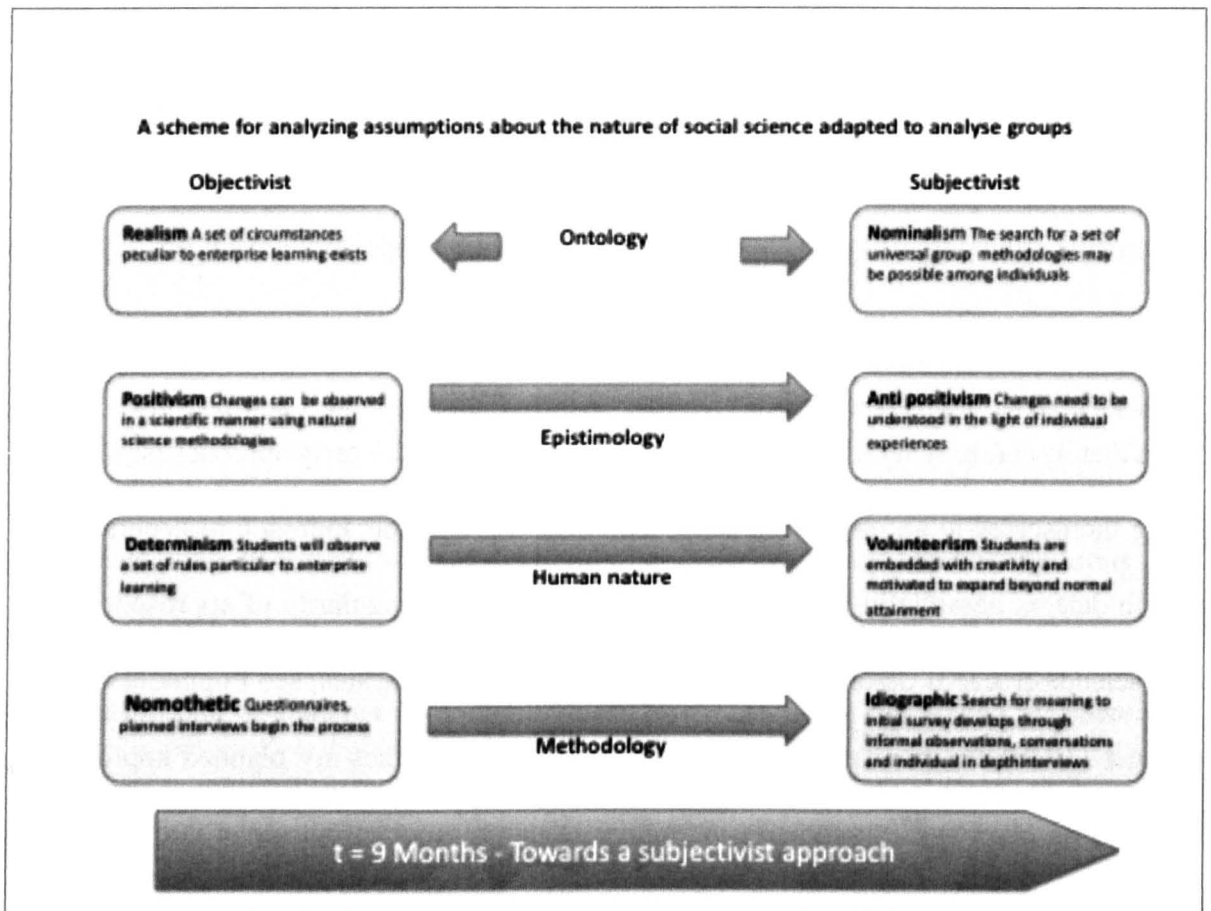 A scheme for analyzing assumptions about the nature of social science adapted to analyse groups
Objectivist
Subjectivist
Realism A set of circumstances
peculiar to enterprise learning exists
Ontology
Nominalism The search for a set of
universal group methodologies may
be possible among individuals
Positivism Changes can be observed
in a scientific manner using natural
science methodologies
Epistimology
Anti positivism Changes need to be
understood in the light of individual
experiences
Determinism Students will observe
a set of rules particular to enterprise
learning
Human nature
Volunteerism Students are
embedded with creativity and
motivated to expand beyond normal
attainment
Nomothetic Questionnaires,
planned interviews begin the process
Methodology
Idiographic Search for meaning to
initial survey develops through
informal observations, conversations
and individual in depthinterviews
t = 9 Months - Towards a subjectivist approach